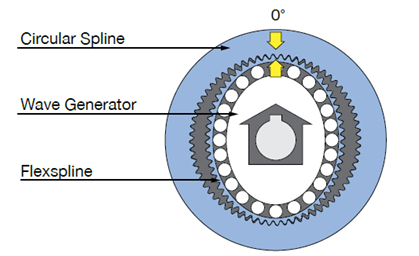 0°
Circular Spline
Wave Generator
Flexspline